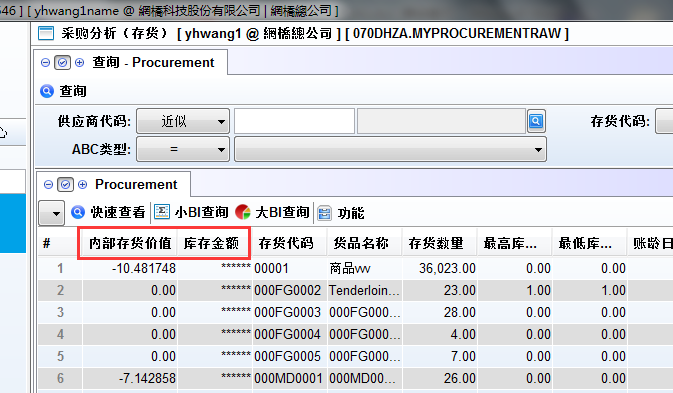 546 ] [ yhwang1name @ 網橋科技股份有限公司 | 網橋總公司 ]
采购分析（存货） [ yhwang1 @ 網橋總公司 ] [ 070DHZA.MYPROCUREMENTRAW ]
查询 - Procurement
查询
供应商代码: 近似 存货代码:
ABC类型: =
Procurement
快速查看 小BI查询 大BI查询 功能
# 内部存货价值 库存金额 存货代码 货品名称 存货数量 最高库... 最低库... 账龄日
1 -10.481748 ****** 00001 商品vv 36,023.00 0.00 0.00
2 0.00 ****** 000FG0002 Tenderloin... 23.00 1.00 1.00
3 0.00 ****** 000FG0003 000FG000... 28.00 0.00 0.00
4 0.00 ****** 000FG0004 000FG000... 4.00 0.00 0.00
5 0.00 ****** 000FG0005 000FG000... 7.00 0.00 0.00
6 -7.142858 ****** 000MD0001 000MD00... 26.00 0.00 0.00